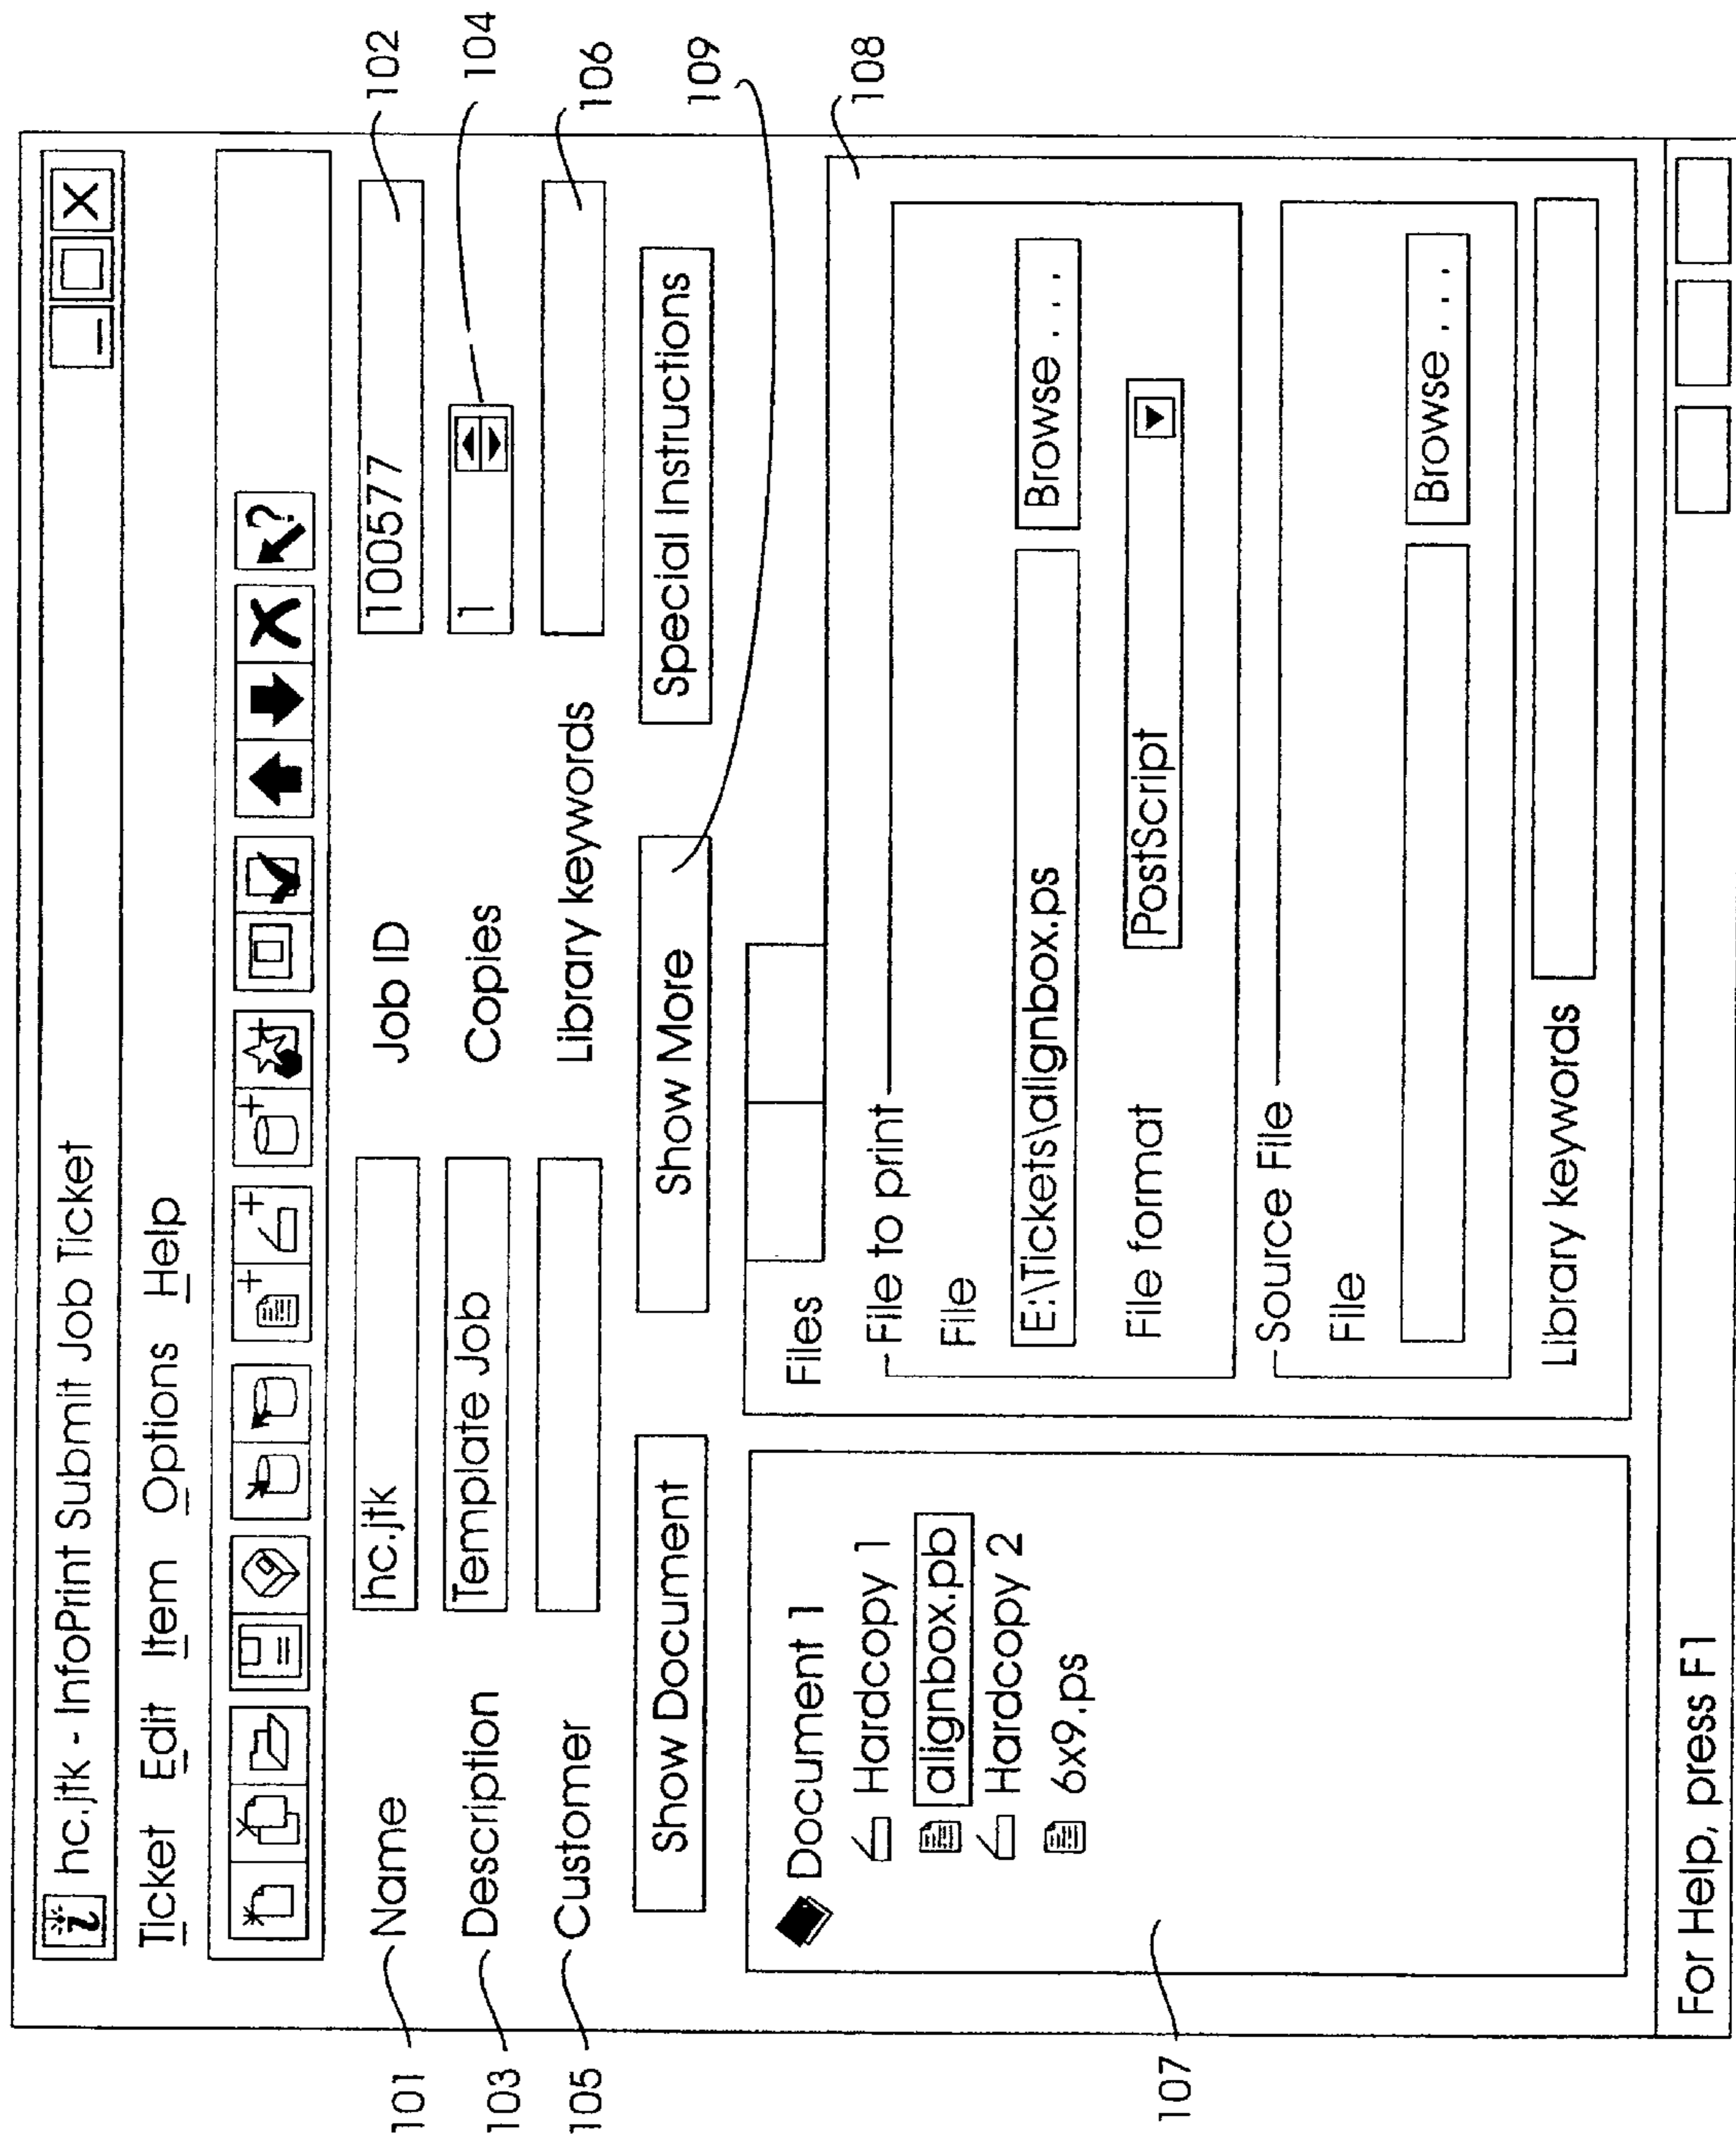 hc.jtk - InfoPrint Submit Job Ticket
Ticket Edit Item Options Help
101 Name hc.jtk Job ID 100577 102
103 Description Template Job Copies 1 104
105 Customer Library keywords 106
Show Document Show More Special Instructions 109
Document 1
Hardcopy 1
alignbox.pb
Hardcopy 2
6x9.ps
107
Files
108
File to print
File
E:\Tickets\alignbox.ps Browse . . .
File format PostScript
Source File
File
Browse . . .
Library keywords
For Help, press F1